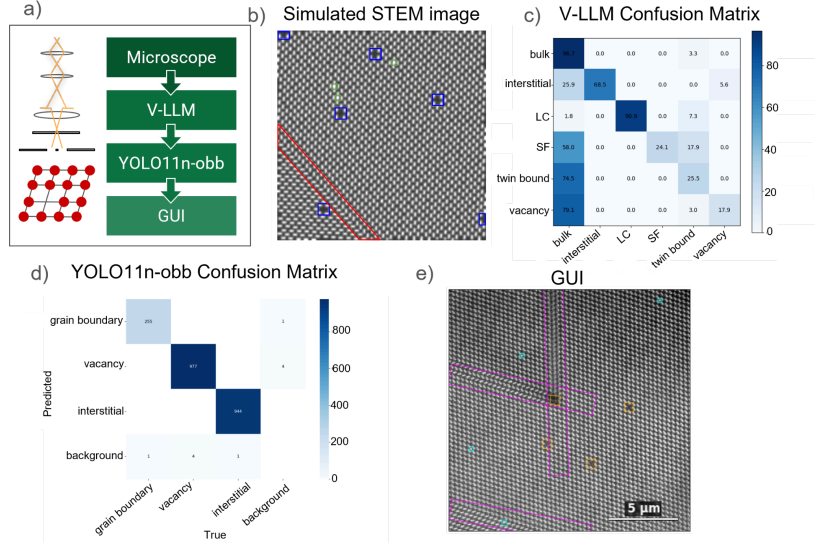 a)
Microscope
V-LLM
YOLO11n-obb
GUI
b) Simulated STEM image
c) V-LLM Confusion Matrix
bulk 0.0 0.0 0.0 3.3 0.0
interstitial 25.9 68.5 0.0 0.0 0.0 5.6
LC 1.8 0.0 0.0 7.3 0.0
SF 58.0 0.0 0.0 24.1 17.9 0.0
twin bound 74.5 0.0 0.0 0.0 25.5 0.0
vacancy 79.1 0.0 0.0 0.0 3.0 17.9
bulk interstitial LC SF twin bound vacancy
80
60
40
20
0
d) YOLO11n-obb Confusion Matrix
Predicted
grain boundary 255 1
vacancy 977 4
interstitial 944
background 1 4 1
grain boundary vacancy interstitial background
True
800
600
400
200
0
e) GUI
5 µm